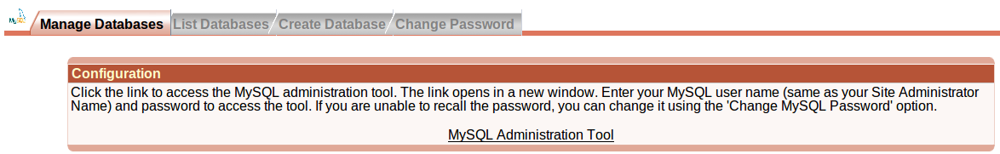 MySQL
Manage Databases List Databases Create Database Change Password
Configuration
Click the link to access the MySQL administration tool. The link opens in a new window. Enter your MySQL user name (same as your Site Administrator
Name) and password to access the tool. If you are unable to recall the password, you can change it using the 'Change MySQL Password' option.
MySQL Administration Tool